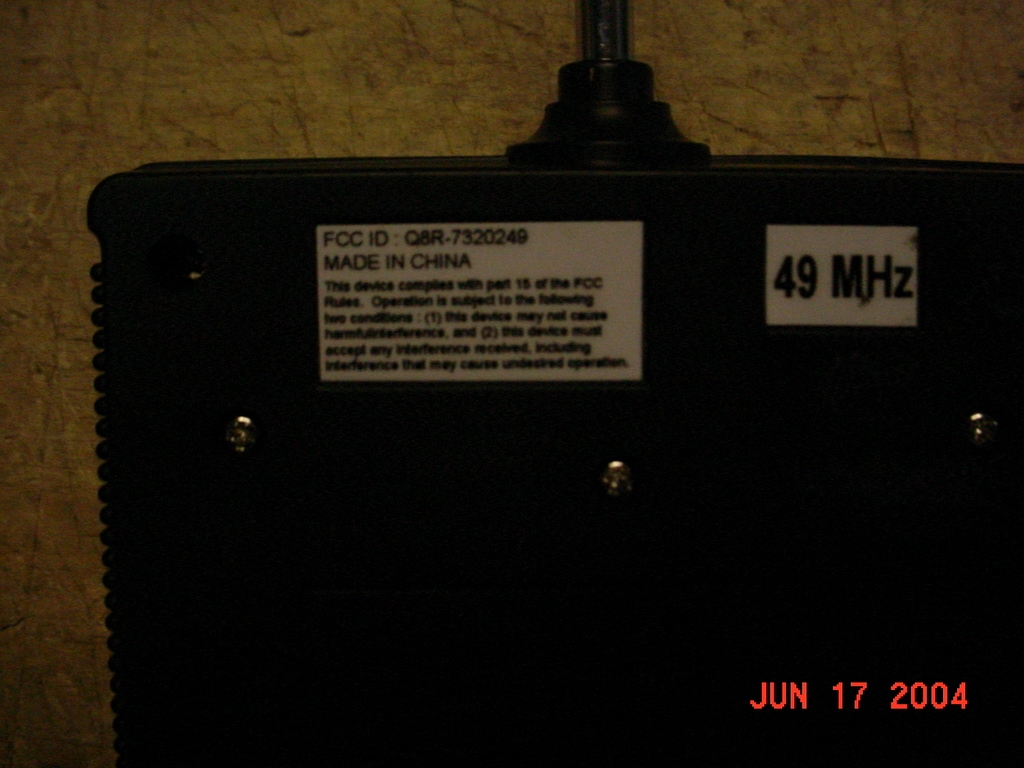 FCC ID : Q8R-7320249
MADE IN CHINA
This device complies with part 15 of the FCC
Rules. Operation is subject to the following
two conditions : (1) this device may not cause
harmfulinterference, and (2) this device must
accept any interference received, including
interference that may cause undesired operation.
49 MHz
JUN 17 2004